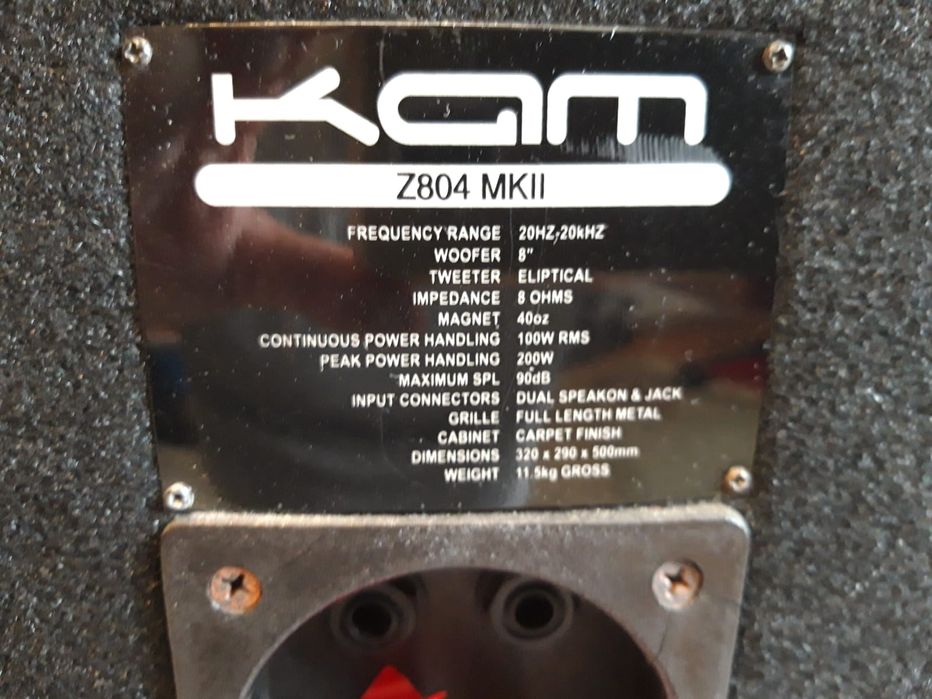 KAM
Z804 MKII
FREQUENCY RANGE 20HZ-20kHZ
WOOFER 8"
TWEETER ELIPTICAL
IMPEDANCE 8 OHMS
MAGNET 40oz
CONTINUOUS POWER HANDLING 100W RMS
PEAK POWER HANDLING 200W
MAXIMUM SPL 90dB
INPUT CONNECTORS DUAL SPEAKON & JACK
GRILLE FULL LENGTH METAL
CABINET CARPET FINISH
DIMENSIONS 320 x 290 x 500mm
WEIGHT 11.5kg GROSS